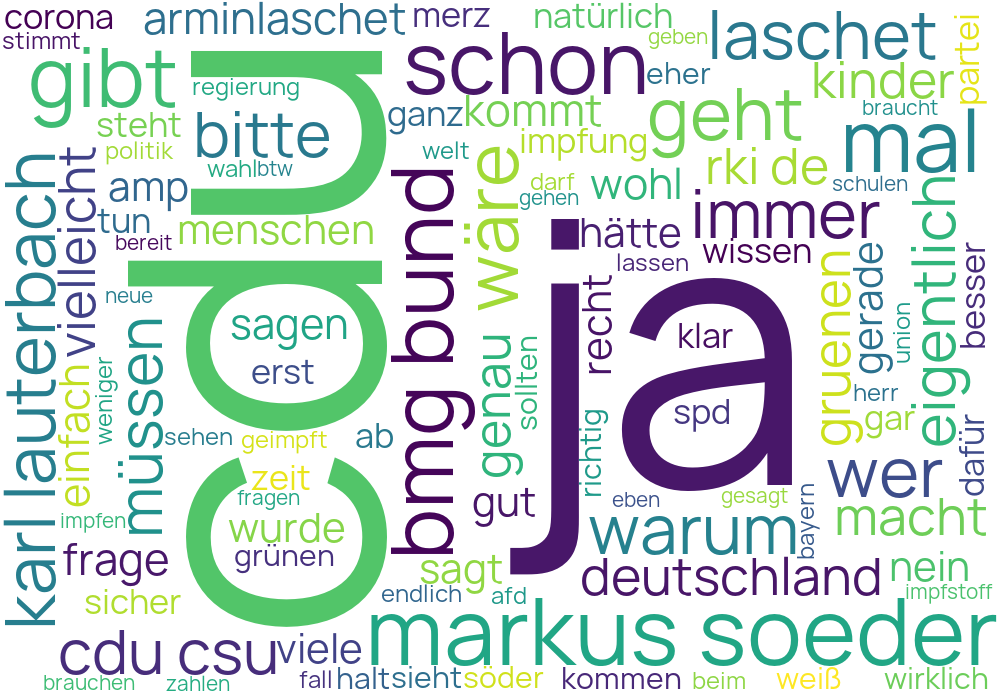 corona
arminlaschet
merz
natürlich
laschet
partei
stimmt
geben
gibt
cdu
schon
eher
kinder
regierung
ganz
kommt
geht
braucht
mal
steht
bitte
politik
wahl
btw
welt
impfung
rki de
amp
darf
gehen
wohl
schulen
tun
menschen
bereit
bmg bund
wäre
hätte
immer
wissen
lassen
karl lauterbach
vielleicht
neue
ja
recht
gruenen
gerade
eigentlich
besser
union
müssen
sagen
klar
erst
genau
sollten
einfach
weniger
spd
herr
gar
dafür
sehen
geimpft
ab
richtig
zeit
fragen
wer
impfen
wurde
gut
eben
gesagt
bayern
macht
frage
grünen
warum
sagt
deutschland
nein
sicher
endlich
afd
impfstoff
markus soeder
cdu csu
viele
brauchen
zahlen
fall
halt
sieht
söder
kommen
beim
weiß
wirklich